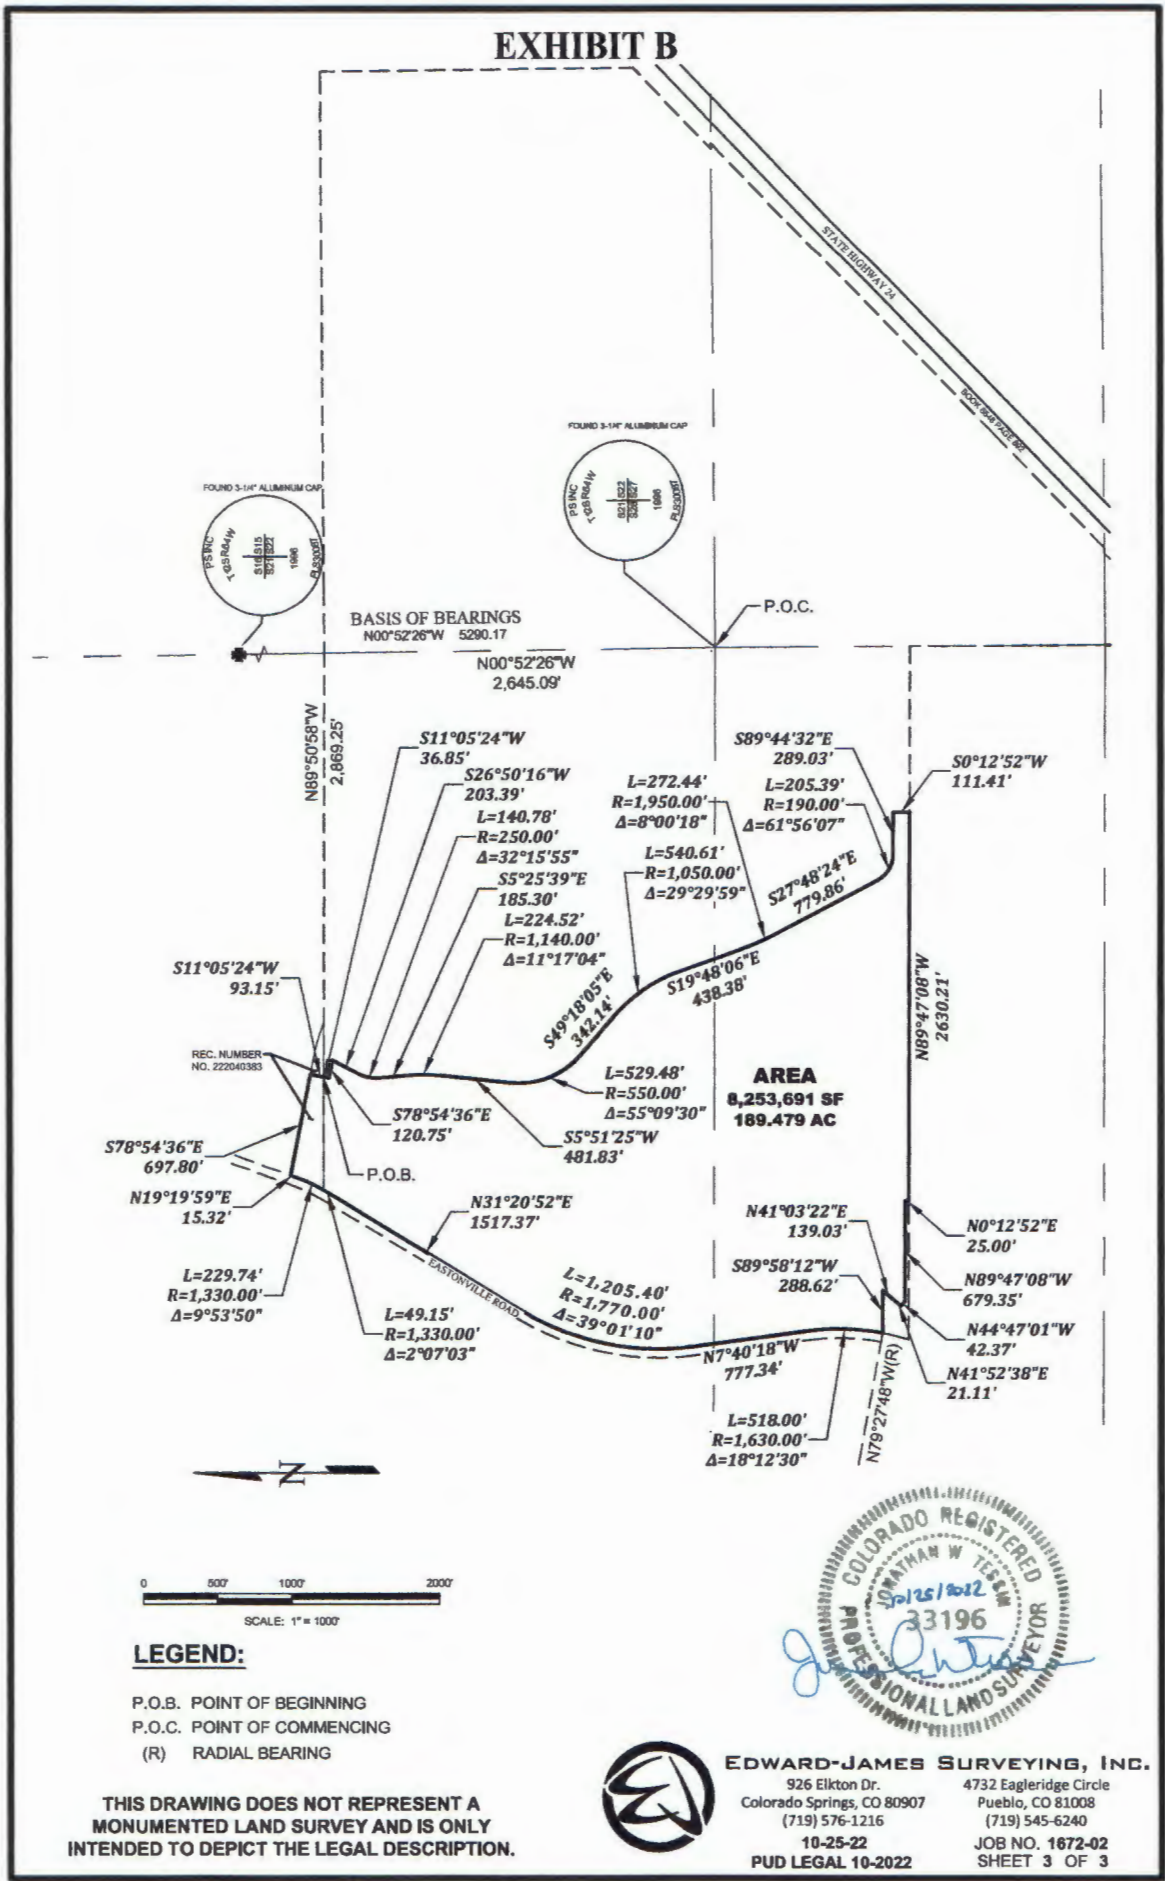 EXHIBIT B
STATE HIGHWAY 24
FOUND 3-1/4" ALUMINUM CAP
PS INC
T12S R64W
S21 S22
S28 S27
1996
FOUND 3-1/4" ALUMINUM CAP
PS INC
T12S R64W
S16 S15
S21 S22
1996
P.O.C.
BASIS OF BEARINGS
N00°52'26"W 5290.17
N00°52'26"W
2,645.09'
N89°50'58"W
2,869.25'
S11°05'24"W
36.85'
S26°50'16"W
203.39'
L=140.78'
R=250.00'
Δ=32°15'55"
S5°25'39"E
185.30'
L=224.52'
R=1,140.00'
Δ=11°17'04"
S89°44'32"E
289.03'
S0°12'52"W
111.41'
L=272.44'
R=1,950.00'
Δ=8°00'18"
L=205.39'
R=190.00'
Δ=61°56'07"
L=540.61'
R=1,050.00'
Δ=29°29'59"
S27°48'24"E
779.86'
S19°48'06"E
438.38'
S49°18'05"E
342.14'
N89°47'08"W
2630.21'
S11°05'24"W
93.15'
REC. NUMBER
NO. 222040383
AREA
8,253,691 SF
189.479 AC
L=529.48'
R=550.00'
Δ=55°09'30"
S78°54'36"E
120.75'
S5°51'25"W
481.83'
S78°54'36"E
697.80'
P.O.B.
N19°19'59"E
15.32'
N31°20'52"E
1517.37'
N41°03'22"E
139.03'
N0°12'52"E
25.00'
S89°58'12"W
288.62'
N89°47'08"W
679.35'
EASTONVILLE ROAD
L=1,205.40'
R=1,770.00'
Δ=39°01'10"
L=229.74'
R=1,330.00'
Δ=9°53'50"
L=49.15'
R=1,330.00'
Δ=2°07'03"
N44°47'01"W
42.37'
N7°40'18"W
777.34'
N41°52'38"E
21.11'
N79°27'48"W(R)
L=518.00'
R=1,630.00'
Δ=18°12'30"
N
COLORADO REGISTERED
JONATHAN W
10/25/2022
33196
PROFESSIONAL LAND SURVEYOR
0 500' 1000' 2000'
SCALE: 1" = 1000'
LEGEND:
P.O.B. POINT OF BEGINNING
P.O.C. POINT OF COMMENCING
(R) RADIAL BEARING
THIS DRAWING DOES NOT REPRESENT A
MONUMENTED LAND SURVEY AND IS ONLY
INTENDED TO DEPICT THE LEGAL DESCRIPTION.
EDWARD-JAMES SURVEYING, INC.
926 Elkton Dr.
Colorado Springs, CO 80907
(719) 576-1216
4732 Eagleridge Circle
Pueblo, CO 81008
(719) 545-6240
10-25-22
PUD LEGAL 10-2022
JOB NO. 1672-02
SHEET 3 OF 3